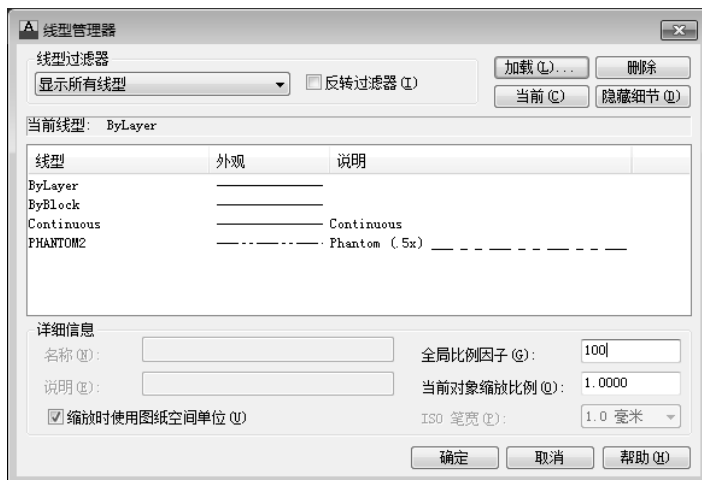 线型管理器
线型过滤器
显示所有线型
反转过滤器(I)
加载(L)...
删除
当前(C)
隐藏细节(D)
当前线型: ByLayer
线型 外观 说明
ByLayer
ByBlock
Continuous Continuous
PHANTOM2 Phantom (.5x)
详细信息
名称(N):
全局比例因子(G): 100
说明(E):
当前对象缩放比例(O): 1.0000
缩放时使用图纸空间单位(U)
ISO 笔宽(P): 1.0 毫米
确定 取消 帮助(H)